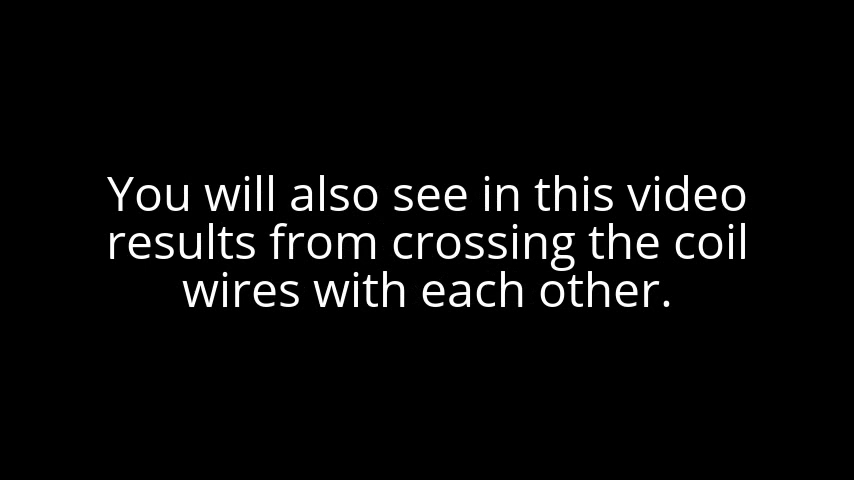 You will also see in this video
results from crossing the coil
wires with each other.